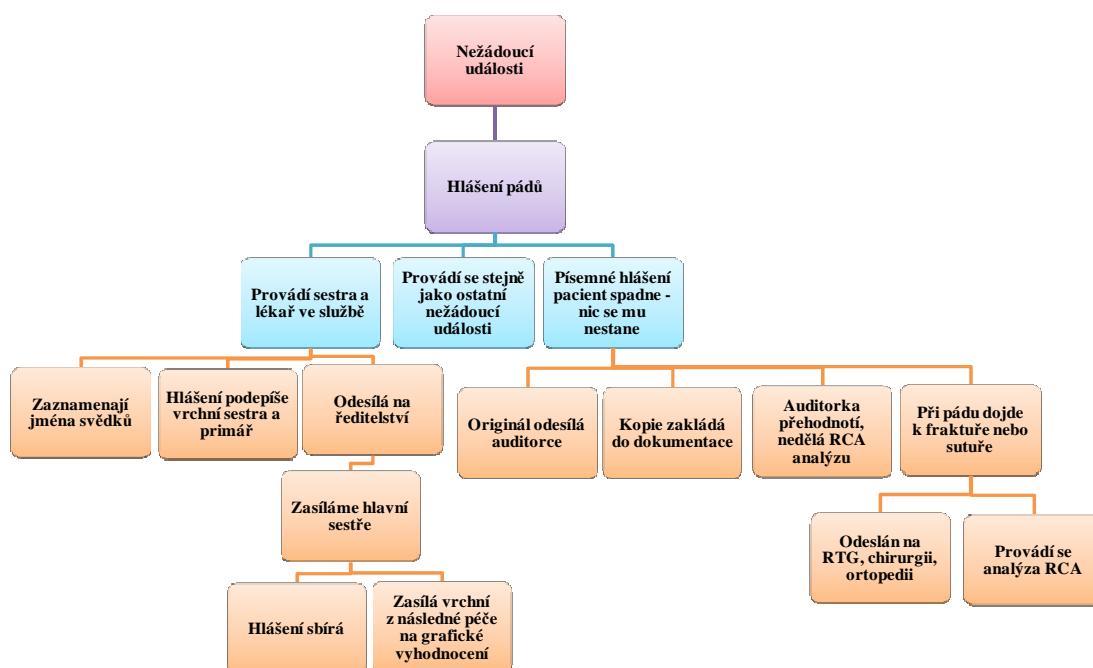 Nežádoucí
události
Hlášení pádů
Provádí sestra a
lékař ve službě
Provádí se stejně
jako ostatní
nežádoucí
události
Písemné hlášení
pacient spadne -
nic se mu
nestane
Zaznamenají
jména svědků
Hlášení podepíše
vrchní sestra a
primář
Odesílá na
ředitelství
Originál odesílá
auditorce
Kopie zakládá
do dokumentace
Auditorka
přehodnotí,
nedělá RCA
analýzu
Při pádu dojde
k fraktuře nebo
sutuře
Zasíláme hlavní
sestře
Odeslán na
RTG, chirurgii,
ortopedii
Provádí se
analýza RCA
Hlášení sbírá
Zasílá vrchní
z následné péče
na grafické
vyhodnocení